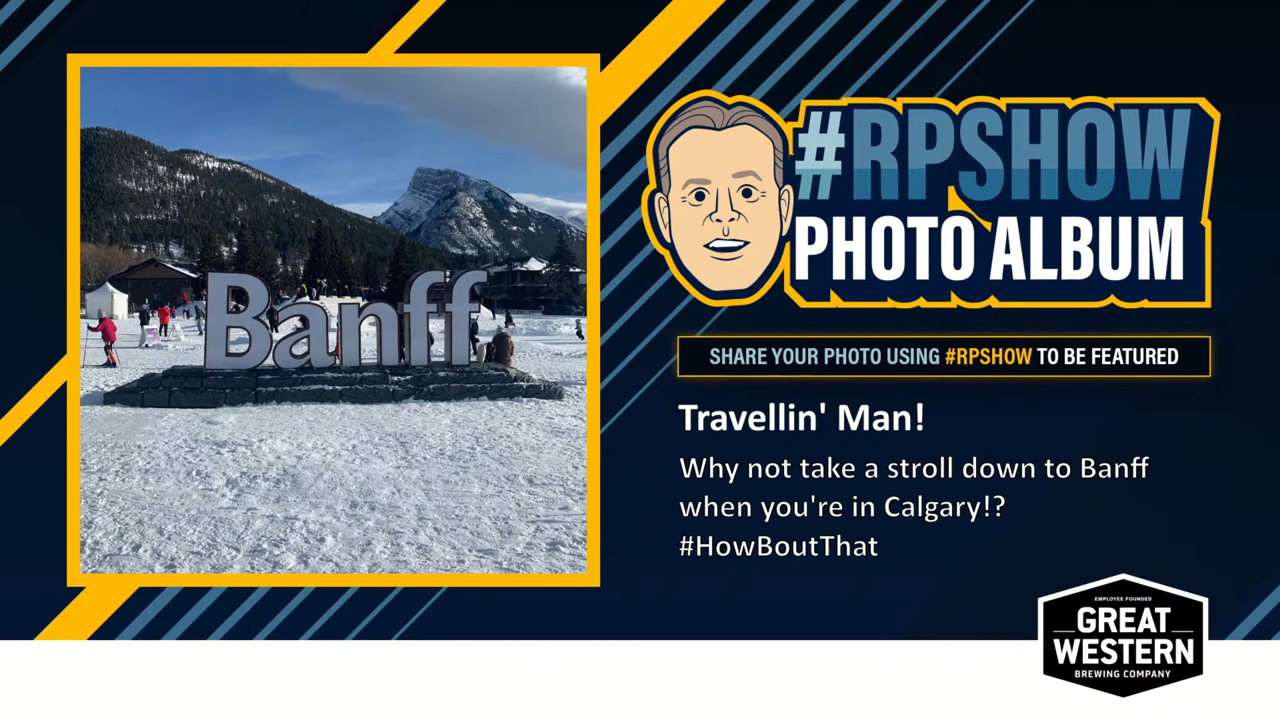 Banff
#RPSHOW
PHOTO ALBUM
SHARE YOUR PHOTO USING #RPSHOW TO BE FEATURED
Travellin' Man!
Why not take a stroll down to Banff
when you're in Calgary!?
#HowBoutThat
EMPLOYEE FOUNDED
GREAT
WESTERN
BREWING COMPANY